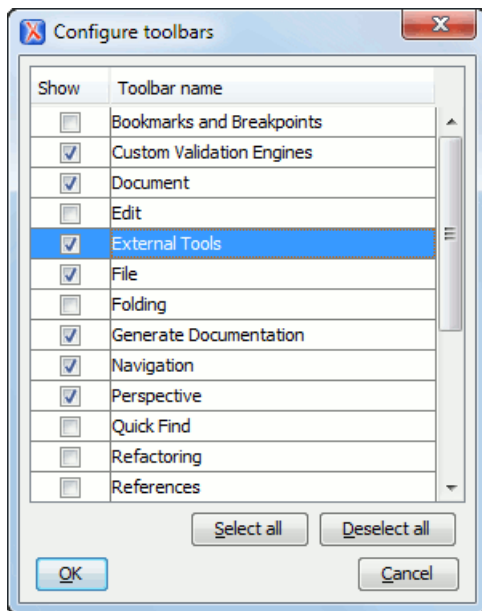 Configure toolbars
Show Toolbar name
Bookmarks and Breakpoints
Custom Validation Engines
Document
Edit
External Tools
File
Folding
Generate Documentation
Navigation
Perspective
Quick Find
Refactoring
References
Select all Deselect all
OK Cancel